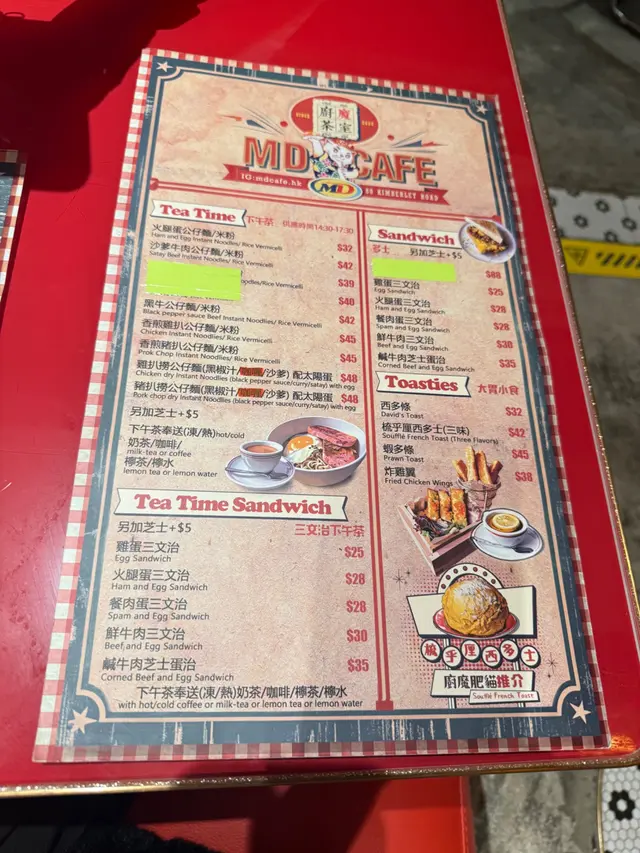 廚魔
茶室
MD CAFE
IG:mdcafe.hk
MD
KIMBERLEY ROAD
Tea Time 下午茶 供應時間14:30-17:30
火腿蛋公仔麵/米粉
Ham and Egg Instant Noodles/ Rice Vermicelli $32
沙爹牛肉公仔麵/米粉
Satay Beef Instant Noodles/ Rice Vermicelli $42
Noodles/Rice Vermicelli $39
$40
黑牛公仔麵/米粉
Black pepper sauce Beef Instant Noodles/ Rice Vermicelli $42
香煎雞扒公仔麵/米粉
Chicken Instant Noodles/ Rice Vermicelli $45
香煎豬扒公仔麵/米粉
Prok Chop Instant Noodles/ Rice Vermicelli $45
雞扒撈公仔麵(黑椒汁/咖喱/沙爹) 配太陽蛋 $48
Chicken dry Instant Noodles (black pepper sauce/curry/satay) with egg
豬扒撈公仔麵(黑椒汁/咖喱/沙爹) 配太陽蛋 $48
Pork chop dry Instant Noodles (black pepper sauce/curry/satay) with egg
另加芝士+$5
下午茶奉送(凍/熱)hot/cold
奶茶/咖啡/
milk-tea or coffee
檸茶/檸水
lemon tea or lemon water
Tea Time Sandwich
另加芝士+$5 三文治下午茶
雞蛋三文治
Egg Sandwich $25
火腿蛋三文治
Ham and Egg Sandwich $28
餐肉蛋三文治
Spam and Egg Sandwich $28
鮮牛肉三文治
Beef and Egg Sandwich $30
鹹牛肉芝士蛋治
Corned Beef and Egg Sandwich $35
下午茶奉送(凍/熱)奶茶/咖啡/檸茶/檸水
with hot/cold coffee or milk-tea or lemon tea or lemon water
Sandwich
多士 另加芝士+$5
$88
雞蛋三文治
Egg Sandwich $25
火腿蛋三文治
Ham and Egg Sandwich $28
餐肉蛋三文治
Spam and Egg Sandwich $28
鮮牛肉三文治
Beef and Egg Sandwich $30
鹹牛肉芝士蛋治
Corned Beef and Egg Sandwich $35
Toasties 大胃小食
西多條
David's Toast $32
梳乎厘西多士(三味)
Soufflé French Toast (Three Flavors) $42
蝦多條
Prawn Toast $45
炸雞翼
Fried Chicken Wings $38
梳乎厘西多士
廚魔肥貓推介
Soufflé French Toast